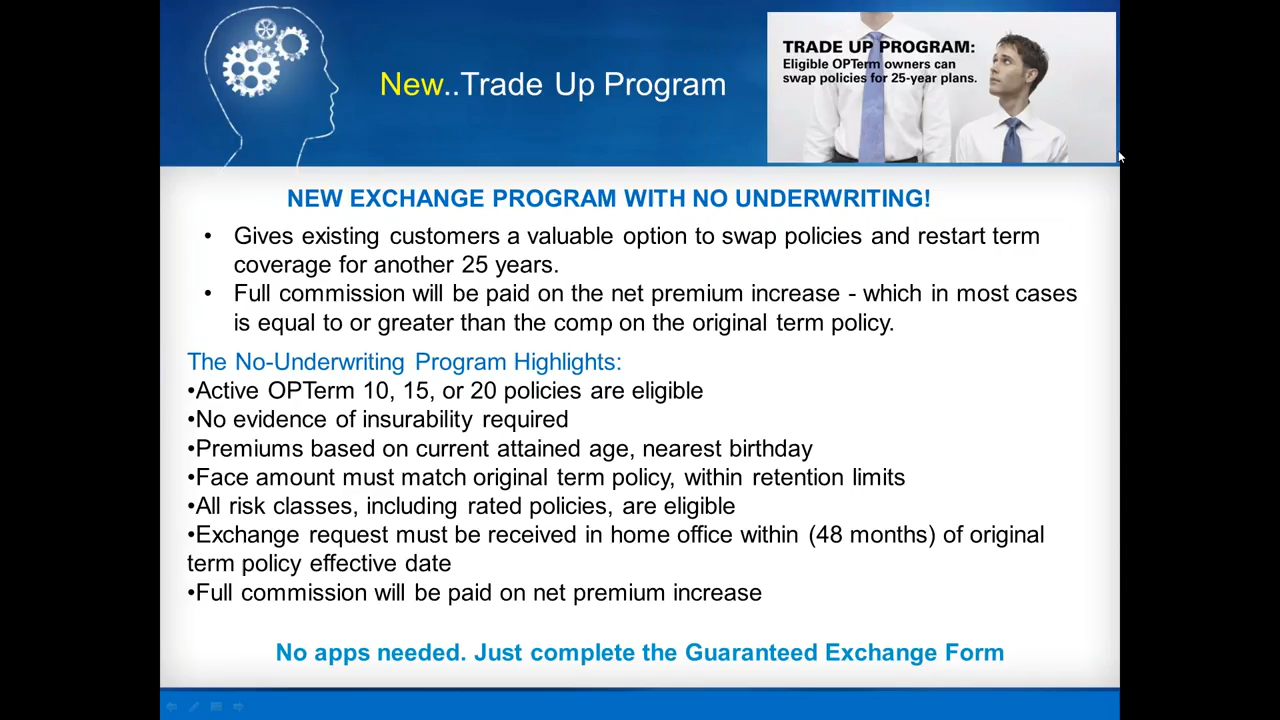 New..Trade Up Program
TRADE UP PROGRAM:
Eligible OPTerm owners can
swap policies for 25-year plans.
NEW EXCHANGE PROGRAM WITH NO UNDERWRITING!
• Gives existing customers a valuable option to swap policies and restart term
coverage for another 25 years.
• Full commission will be paid on the net premium increase - which in most cases
is equal to or greater than the comp on the original term policy.
The No-Underwriting Program Highlights:
•Active OPTerm 10, 15, or 20 policies are eligible
•No evidence of insurability required
•Premiums based on current attained age, nearest birthday
•Face amount must match original term policy, within retention limits
•All risk classes, including rated policies, are eligible
•Exchange request must be received in home office within (48 months) of original
term policy effective date
•Full commission will be paid on net premium increase
No apps needed. Just complete the Guaranteed Exchange Form